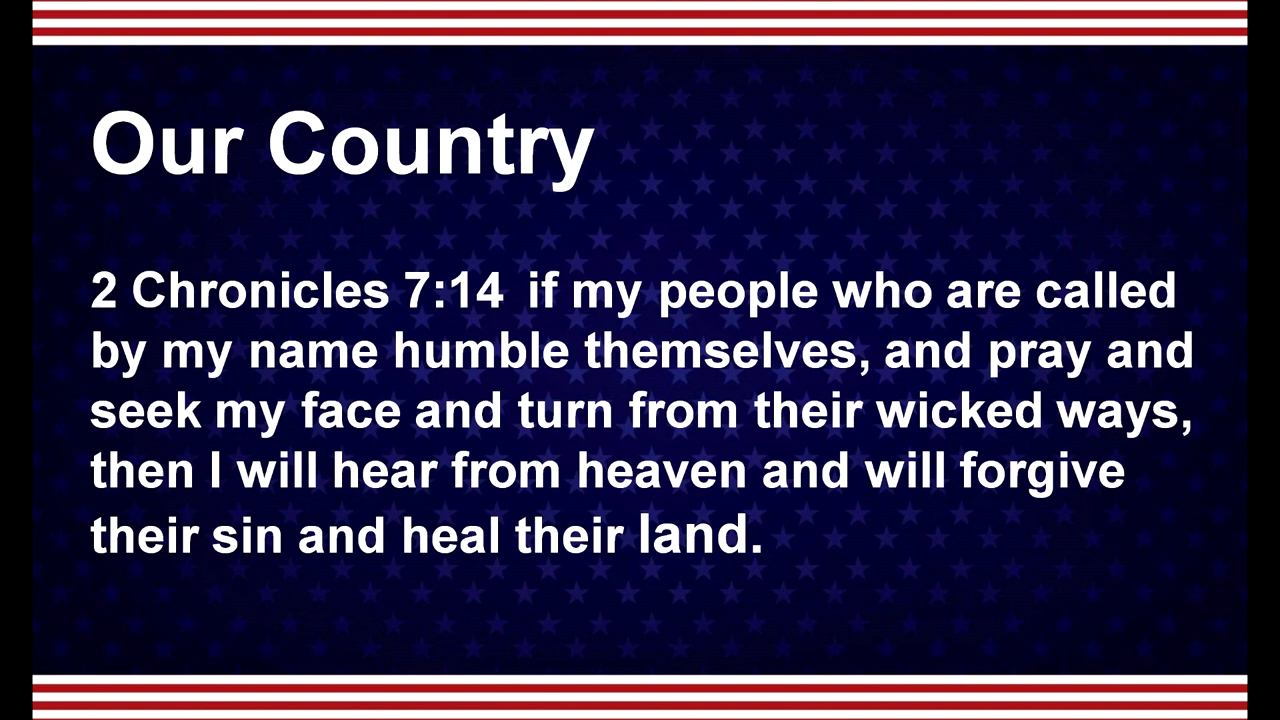 Our Country
2 Chronicles 7:14  if my people who are called
by my name humble themselves, and pray and
seek my face and turn from their wicked ways,
then I will hear from heaven and will forgive
their sin and heal their land.